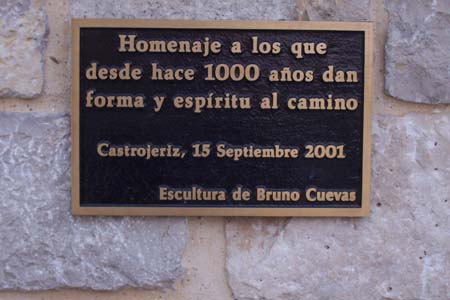 Homenaje a los que
desde hace 1000 años dan
forma y espíritu al camino
Castrojeriz, 15 Septiembre 2001
Escultura de Bruno Cuevas